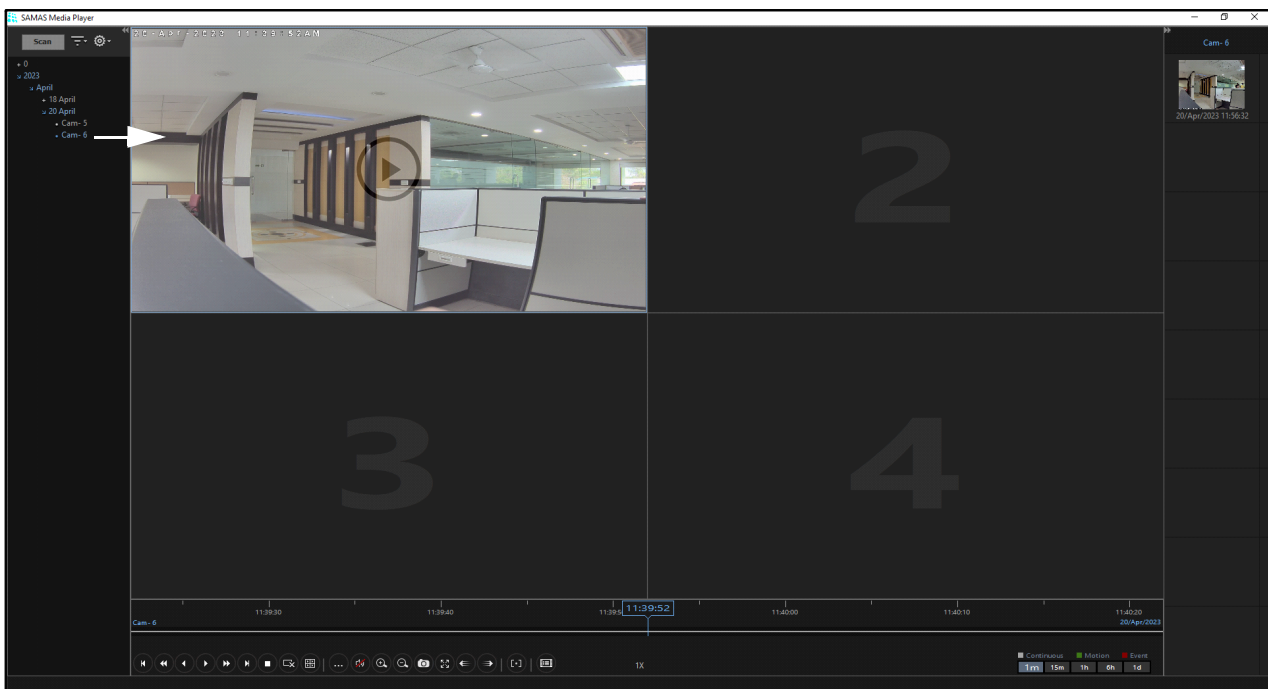 SAMAS Media Player
Scan
0
2023
April
18 April
20 April
Cam- 5
Cam- 6
2
3
4
Cam- 6
20/Apr/2023 11:56:32
11:39:30
11:39:40
11:39:52
11:40:00
11:40:10
11:40:20
Cam- 6
20/Apr/2023
1X
Continuous Motion Event
1m 15m 1h 6h 1d